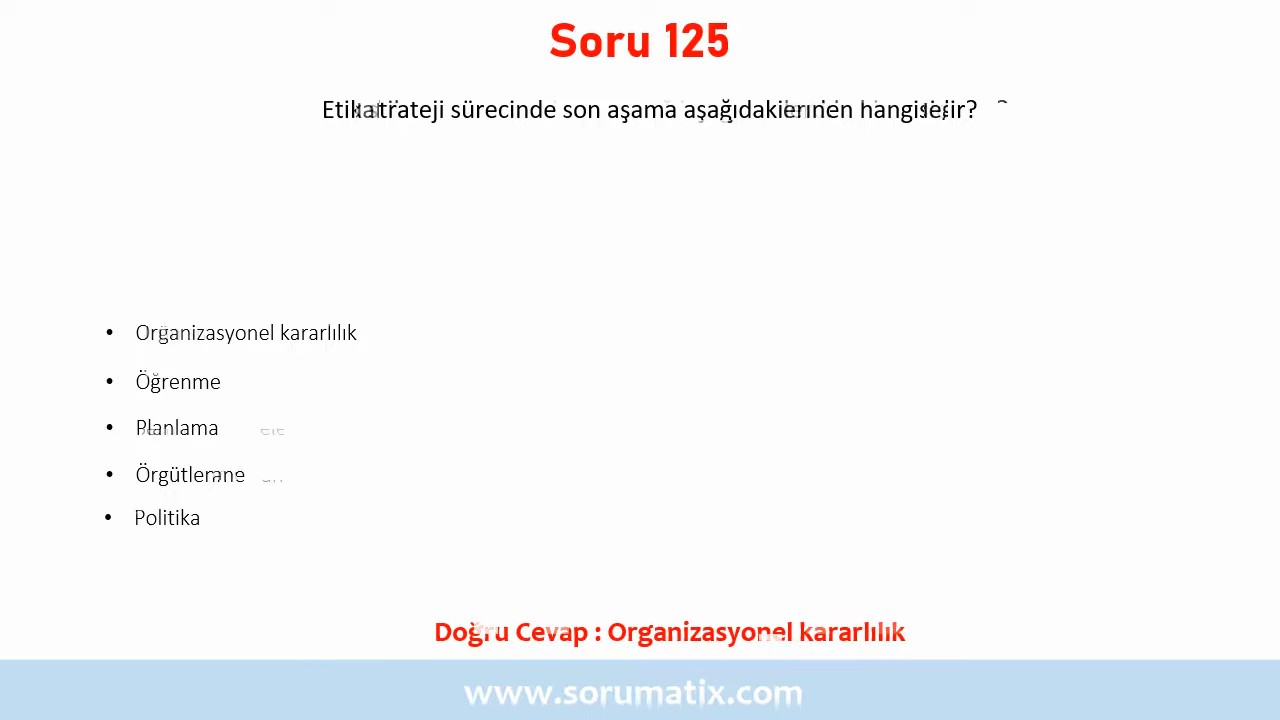 Soru 125
Etik strateji sürecinde son aşama aşağıdakilerden hangisidir?
• Organizasyonel kararlılık
• Öğrenme
• Planlama
• Örgütlenme
• Politika
Doğru Cevap : Organizasyonel kararlılık
www.sorumatix.com